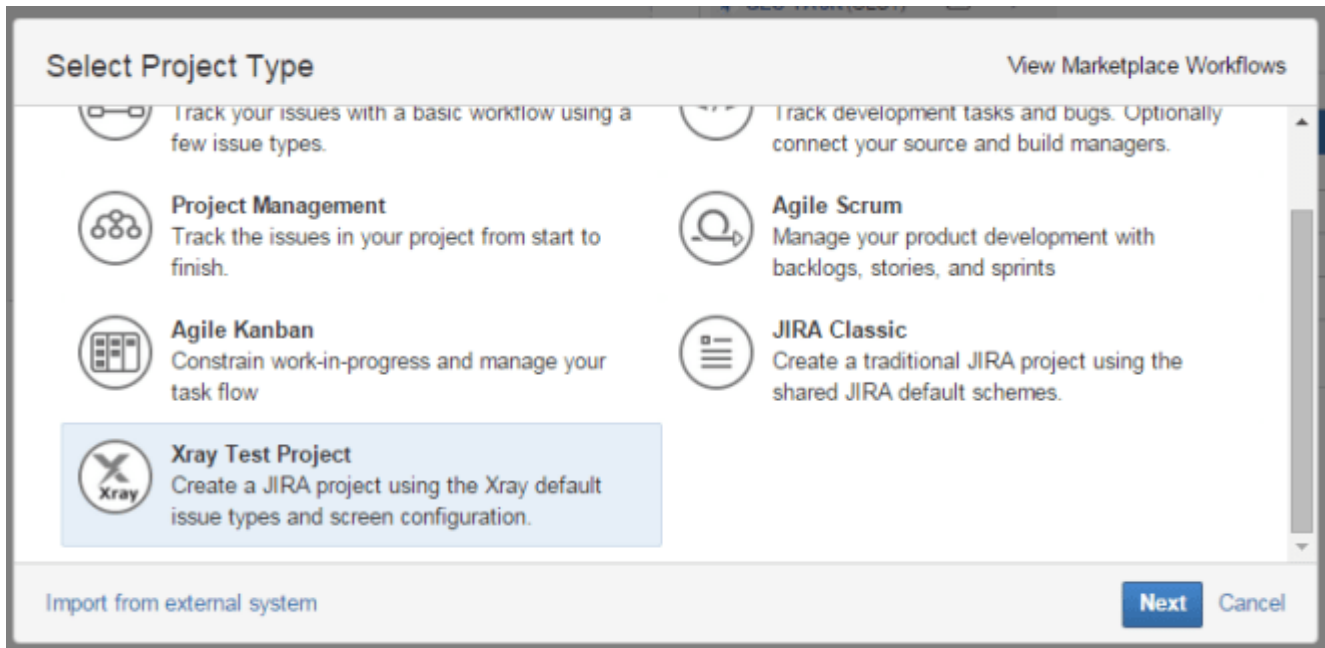 Select Project Type
View Marketplace Workflows
Track your issues with a basic workflow using a
few issue types.
Track development tasks and bugs. Optionally
connect your source and build managers.
Project Management
Track the issues in your project from start to
finish.
Agile Scrum
Manage your product development with
backlogs, stories, and sprints
Agile Kanban
Constrain work-in-progress and manage your
task flow
JIRA Classic
Create a traditional JIRA project using the
shared JIRA default schemes.
Xray
Xray Test Project
Create a JIRA project using the Xray default
issue types and screen configuration.
Import from external system
Next
Cancel